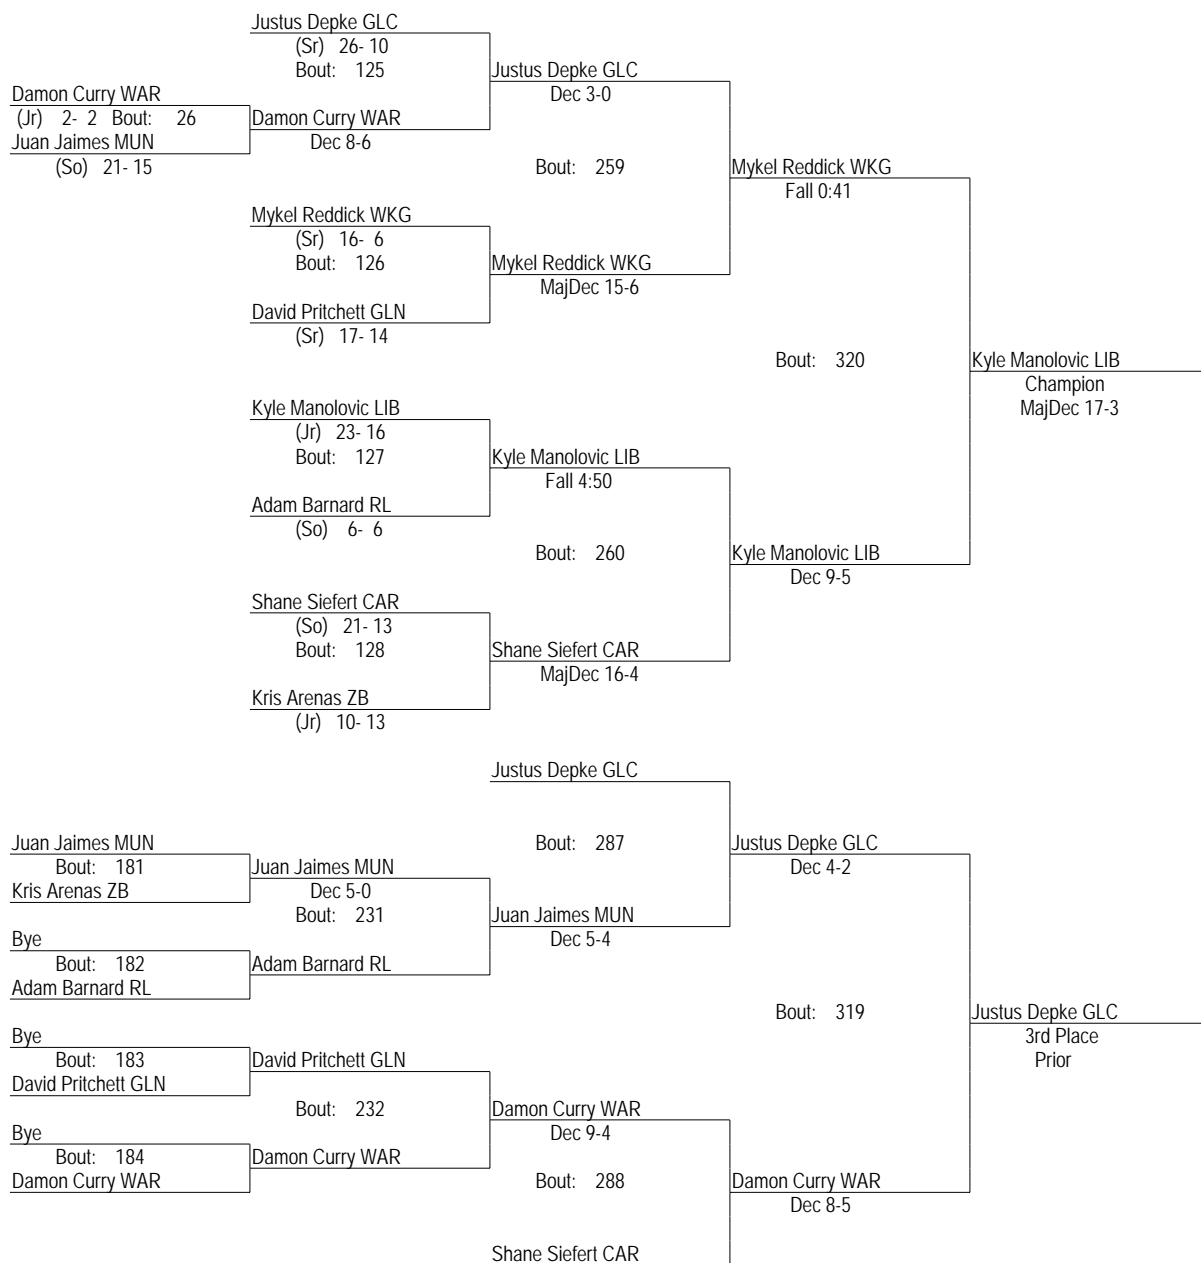 Justus Depke GLC
(Sr) 26- 10
Bout: 125
Justus Depke GLC
Dec 3-0
Damon Curry WAR
(Jr) 2- 2 Bout: 26
Damon Curry WAR
Dec 8-6
Juan Jaimes MUN
(So) 21- 15
Bout: 259
Mykel Reddick WKG
Fall 0:41
Mykel Reddick WKG
(Sr) 16- 6
Bout: 126
Mykel Reddick WKG
MajDec 15-6
David Pritchett GLN
(Sr) 17- 14
Bout: 320
Kyle Manolovic LIB
Champion
MajDec 17-3
Kyle Manolovic LIB
(Jr) 23- 16
Bout: 127
Kyle Manolovic LIB
Fall 4:50
Adam Barnard RL
(So) 6- 6
Bout: 260
Kyle Manolovic LIB
Dec 9-5
Shane Siefert CAR
(So) 21- 13
Bout: 128
Shane Siefert CAR
MajDec 16-4
Kris Arenas ZB
(Jr) 10- 13
Justus Depke GLC
Bout: 287
Justus Depke GLC
Dec 4-2
Juan Jaimes MUN
Bout: 181
Juan Jaimes MUN
Dec 5-0
Kris Arenas ZB
Bout: 231
Juan Jaimes MUN
Dec 5-4
Bye
Bout: 182
Adam Barnard RL
Adam Barnard RL
Bout: 319
Justus Depke GLC
3rd Place
Prior
Bye
Bout: 183
David Pritchett GLN
David Pritchett GLN
Bout: 232
Damon Curry WAR
Dec 9-4
Bye
Bout: 184
Damon Curry WAR
Damon Curry WAR
Bout: 288
Damon Curry WAR
Dec 8-5
Shane Siefert CAR